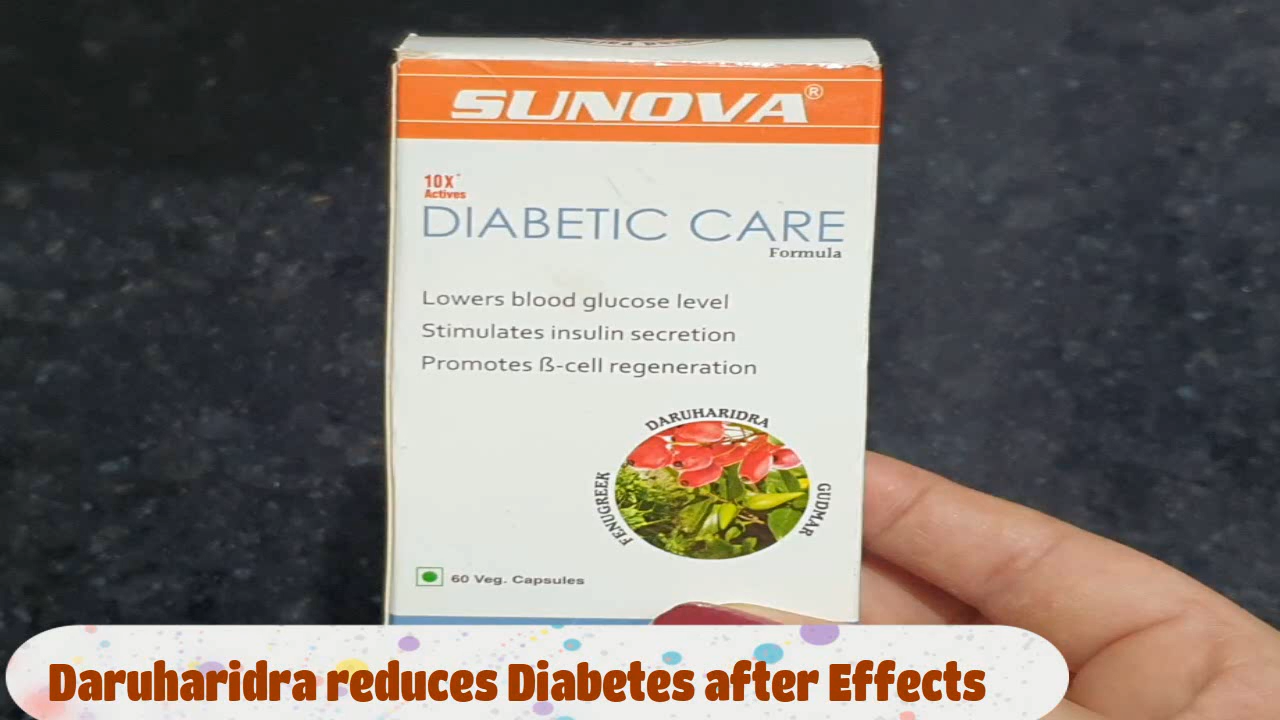 SUNOVA®
10X*
Actives
DIABETIC CARE
Formula
Lowers blood glucose level
Stimulates insulin secretion
Promotes ß-cell regeneration
DARUHARIDRA
FENUGREEK
GUDMAR
60 Veg. Capsules
Daruharidra reduces Diabetes after Effects